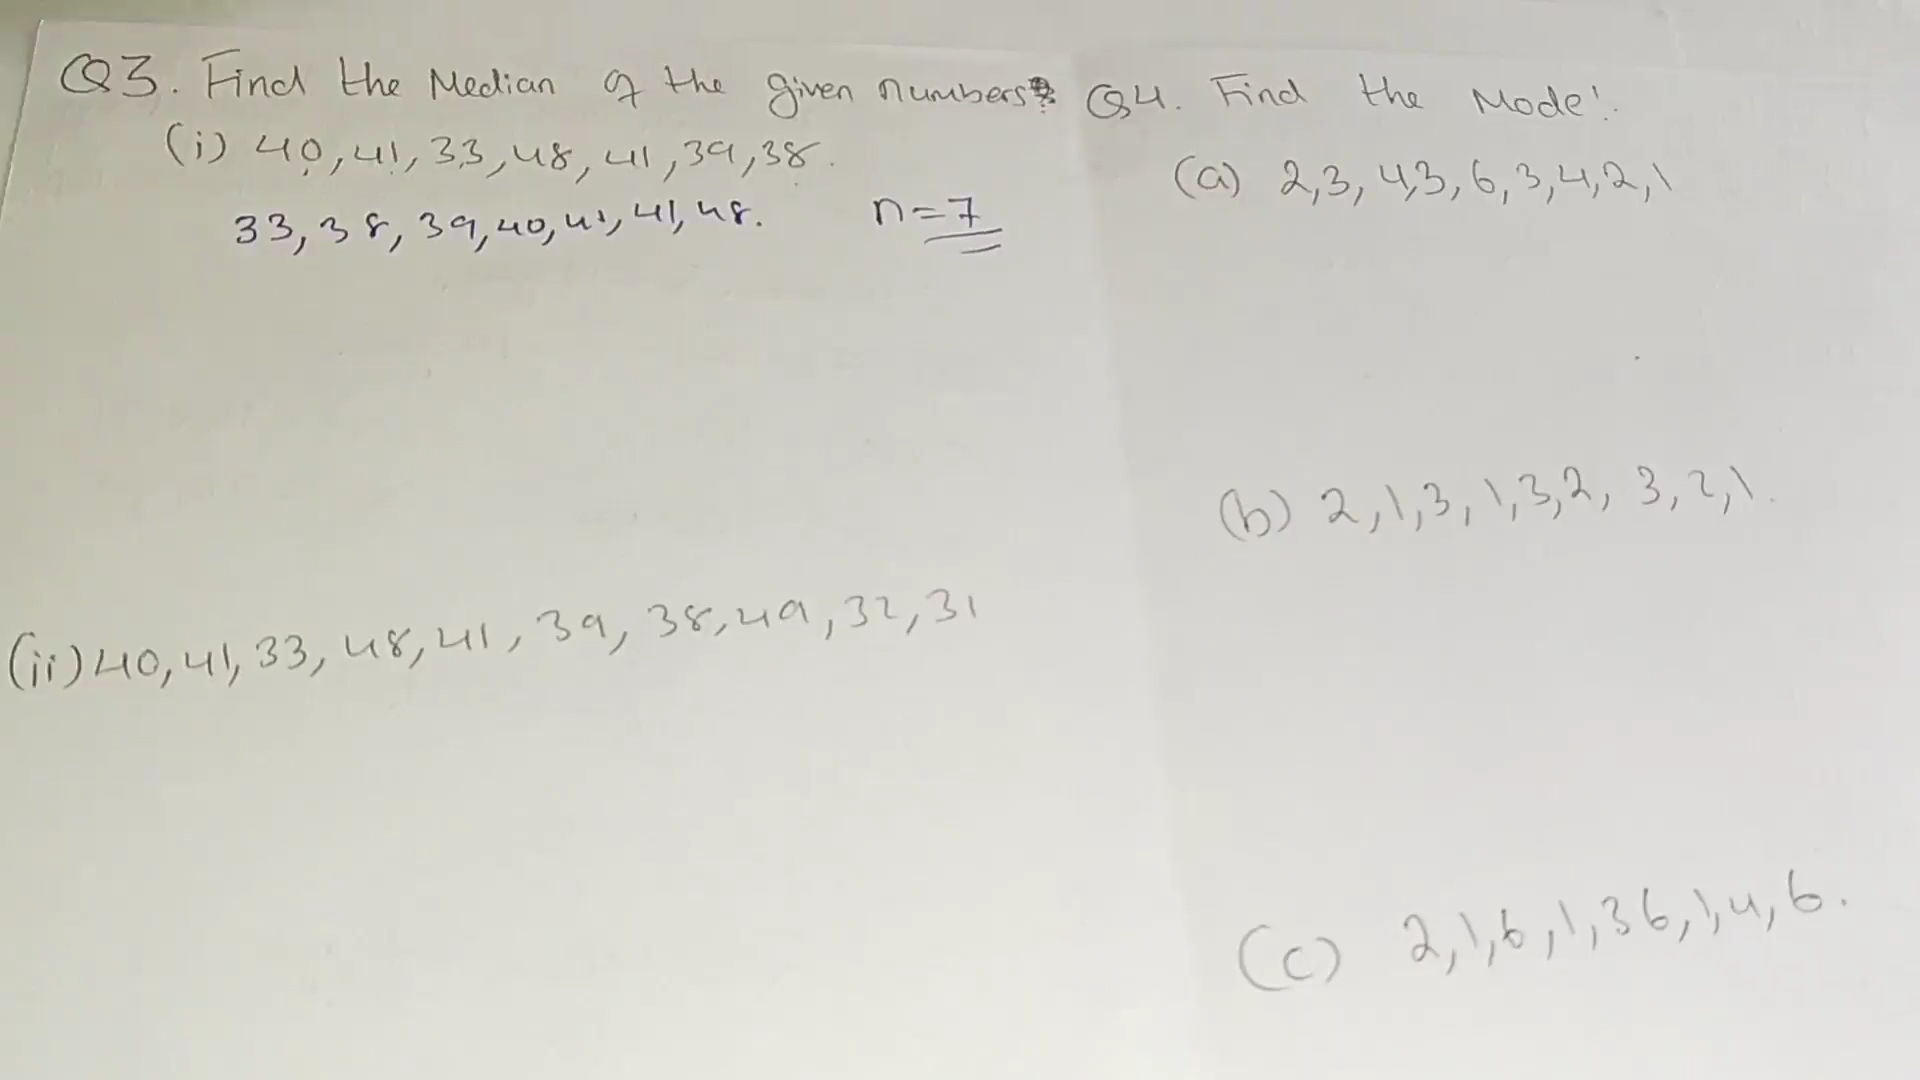 Q3. Find the Median of the given numbers
(i) 40, 41, 33, 48, 41, 39, 38.
33, 38, 39, 40, 41, 41, 48. n=7
(ii) 40, 41, 33, 48, 41, 39, 38, 49, 32, 31
Q4. Find the Mode!.
(a) 2,3, 4,3, 6, 3, 4, 2, 1
(b) 2, 1, 3, 1, 3, 2, 3, 2, 1.
(c) 2, 1, 6, 1, 3 6, 1, 4, 6.